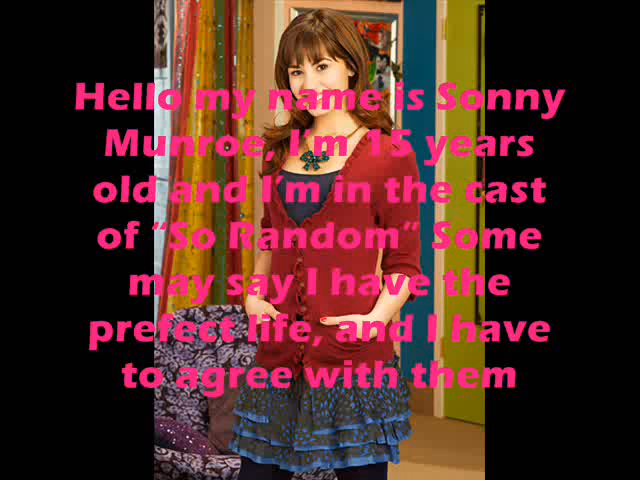 Hello my name is Sonny
Munroe, I´m 15 years
old and I´m in the cast
of “So Random” Some
may say I have the
prefect life, and I have
to agree with them